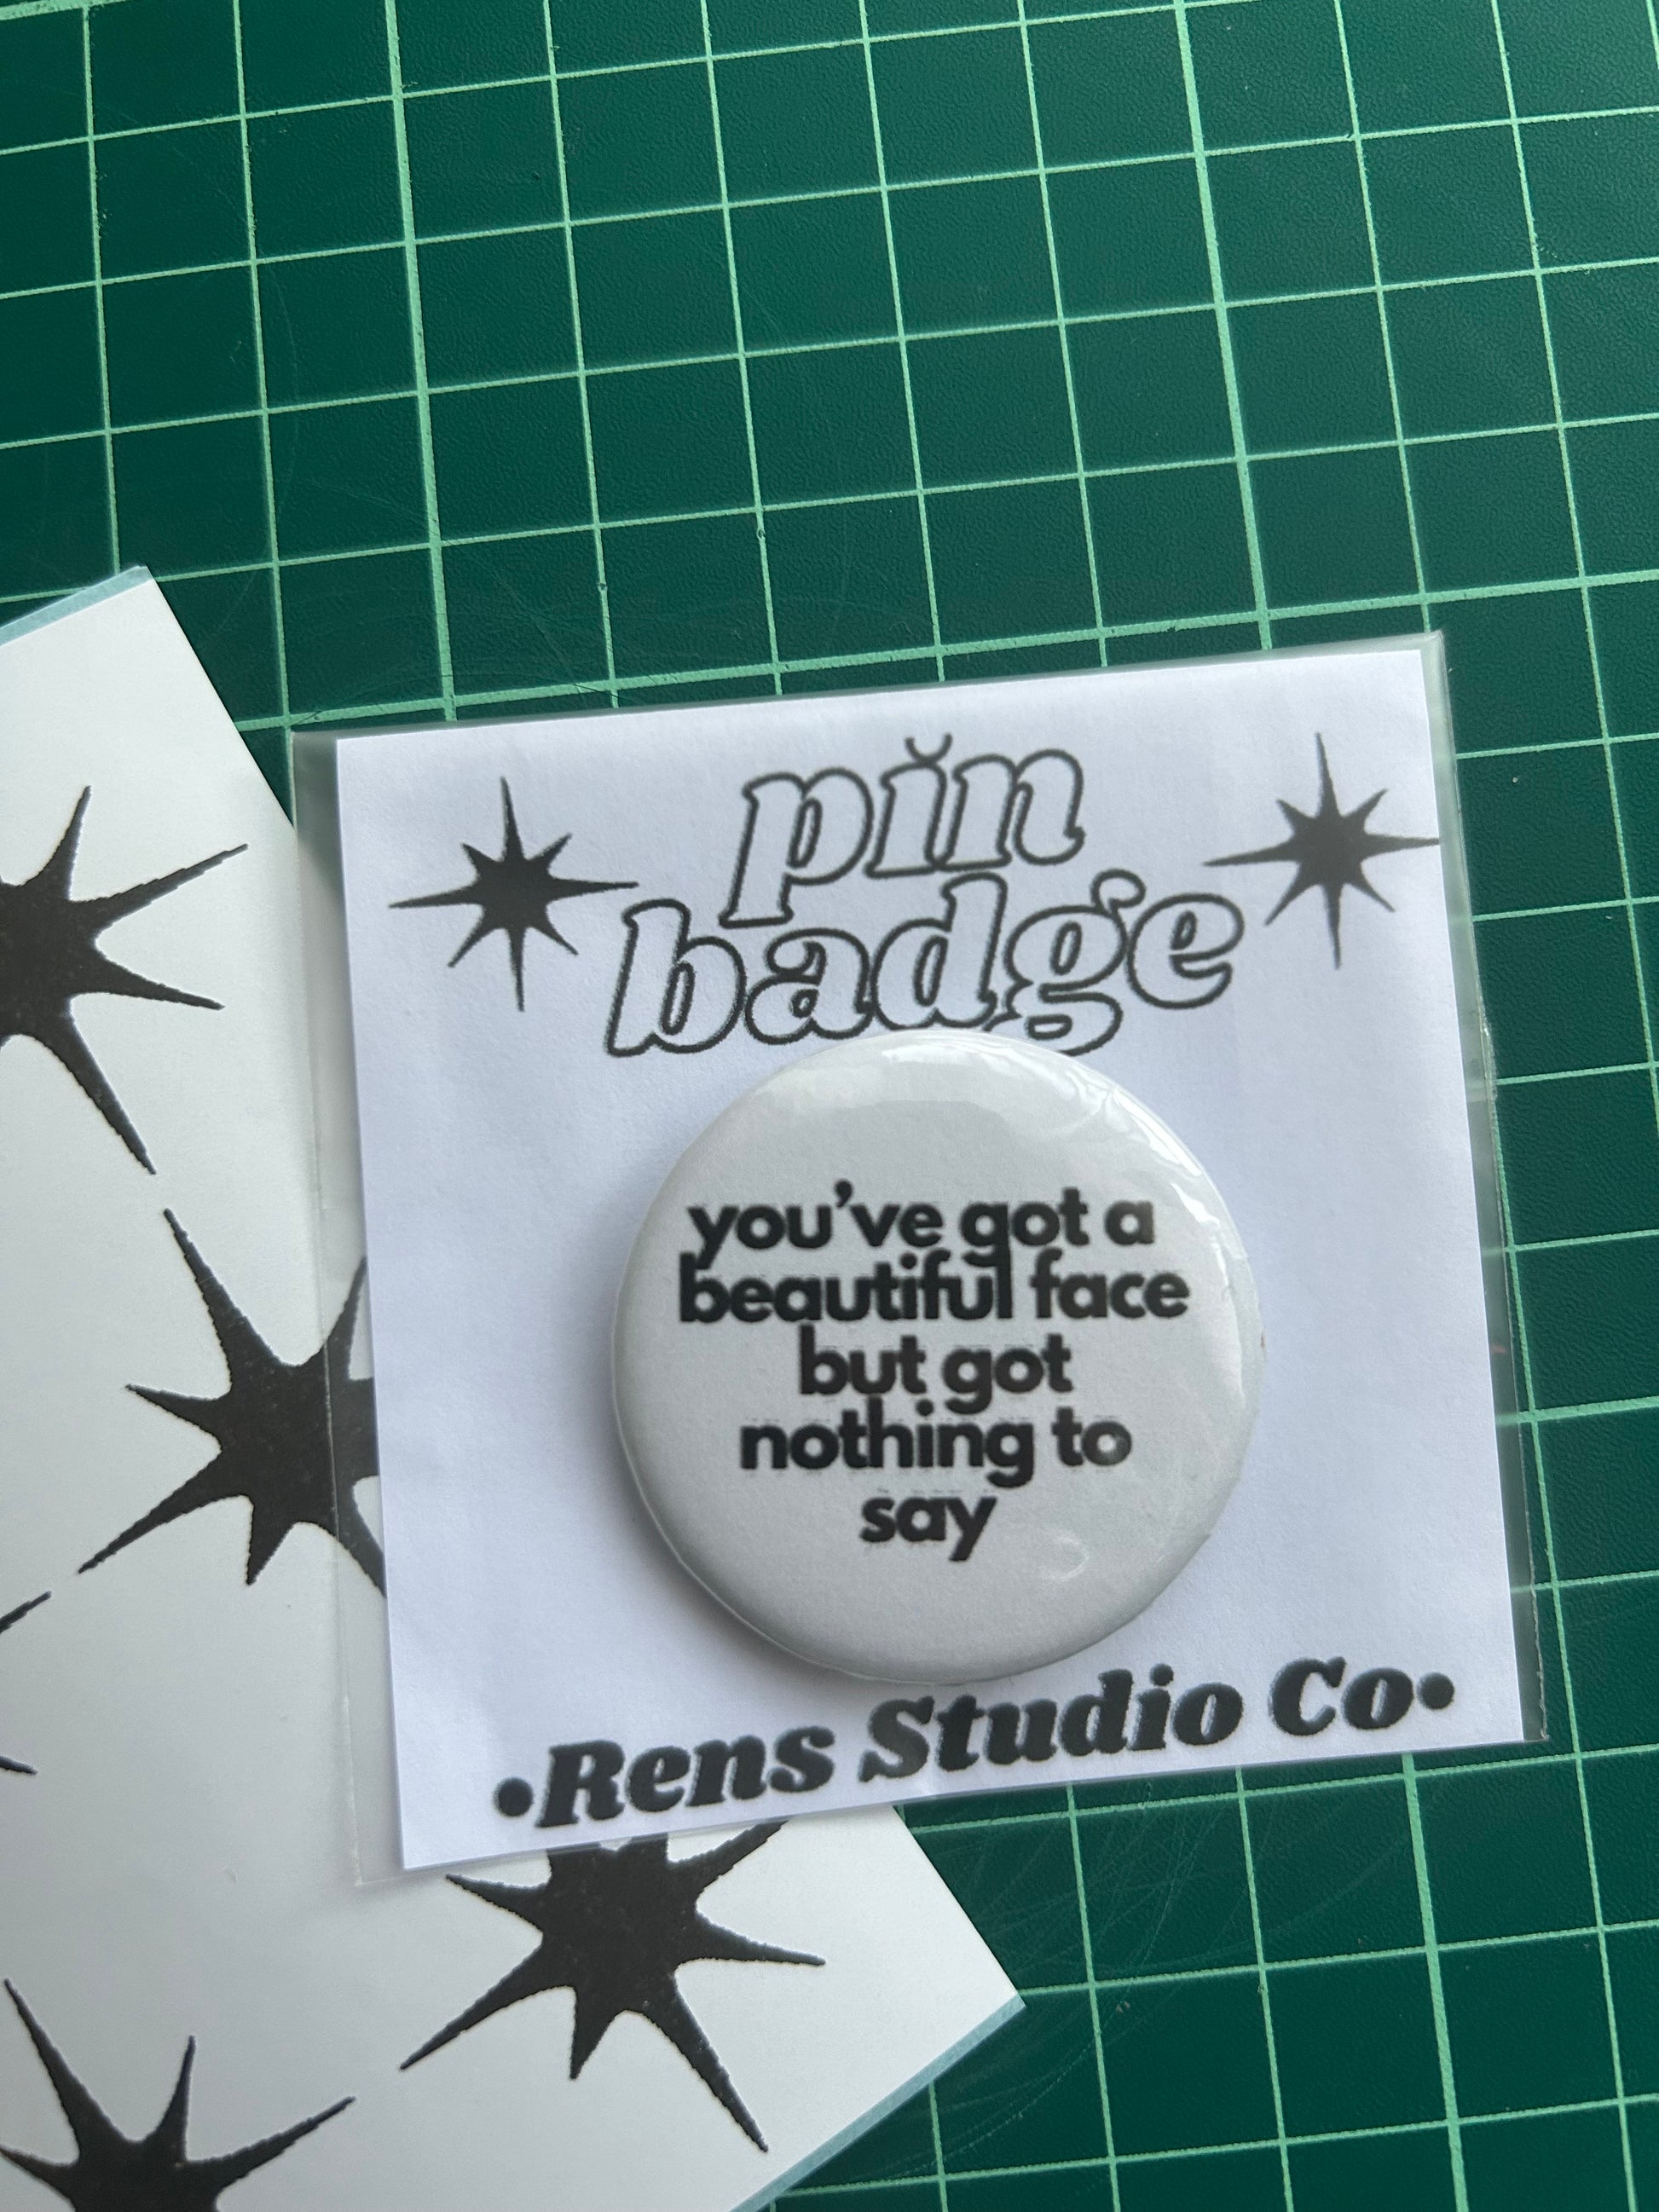 pin
badge
you've got a
beautiful face
but got
nothing to
say
•Rens Studio Co•